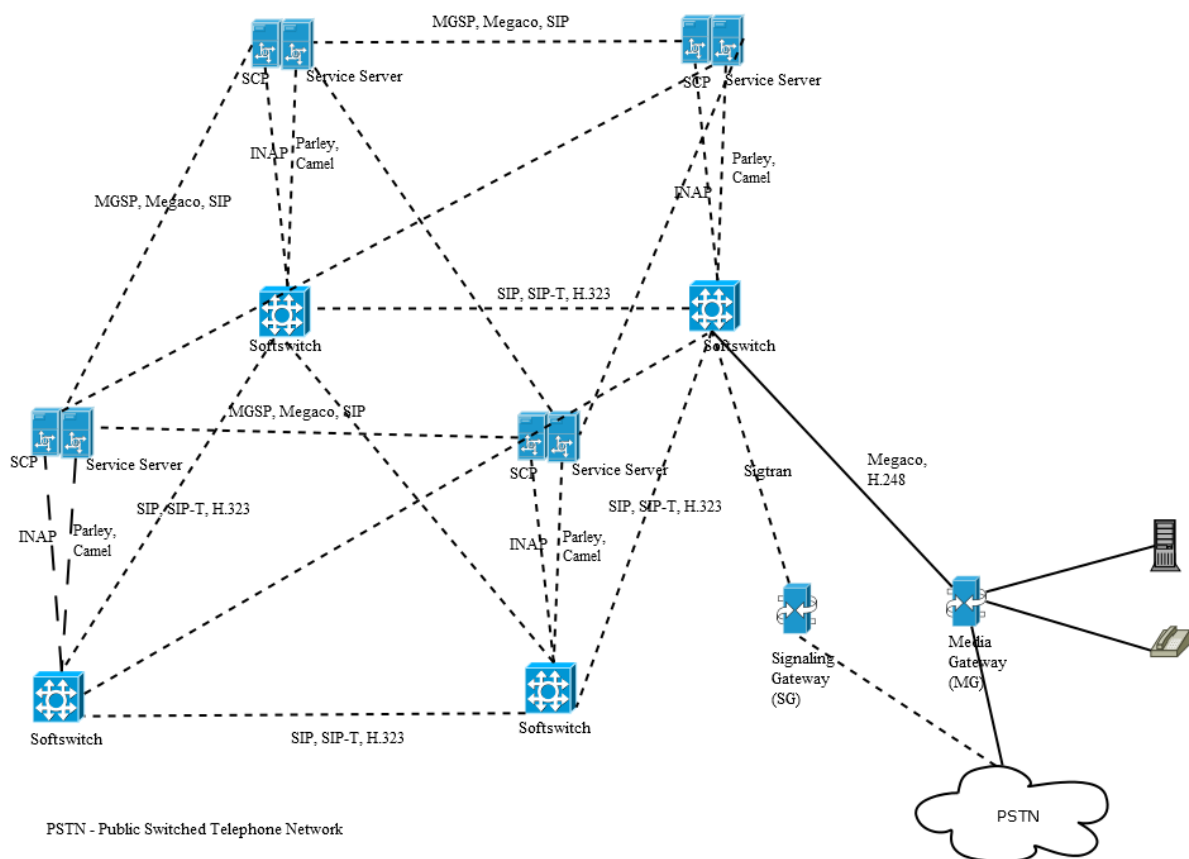 MGSP, Megaco, SIP
SCP
Service Server
SCP
Service Server
INAP
Parley,
Camel
Parley,
Camel
INAP
MGSP, Megaco, SIP
SIP, SIP-T, H.323
Softswitch
Softswitch
MGSP, Megaco, SIP
SCP
Service Server
SCP
Service Server
Sigtran
Megaco,
H.248
SIP, SIP-T, H.323
SIP, SIP-T, H.323
INAP
Parley,
Camel
INAP
Parley,
Camel
Signaling
Gateway
(SG)
Media
Gateway
(MG)
Softswitch
Softswitch
SIP, SIP-T, H.323
PSTN
PSTN - Public Switched Telephone Network